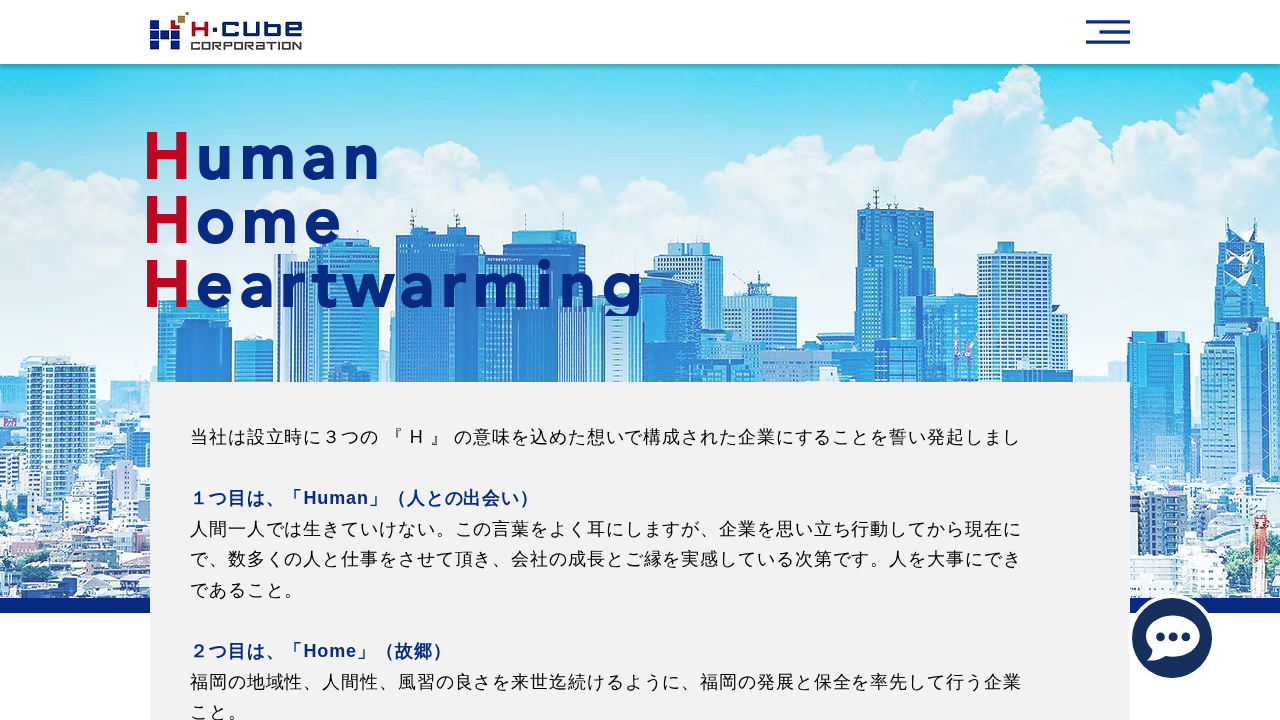 H·CUBE
CORPORATION
Human
Home
Heartwarming
当社は設立時に３つの 『 H 』 の意味を込めた想いで構成された企業にすることを誓い発起しまし
１つ目は、「Human」（人との出会い）
人間一人では生きていけない。この言葉をよく耳にしますが、企業を思い立ち行動してから現在に
で、数多くの人と仕事をさせて頂き、会社の成長とご縁を実感している次第です。人を大事にでき
であること。
２つ目は、「Home」（故郷）
福岡の地域性、人間性、風習の良さを来世迄続けるように、福岡の発展と保全を率先して行う企業
こと。